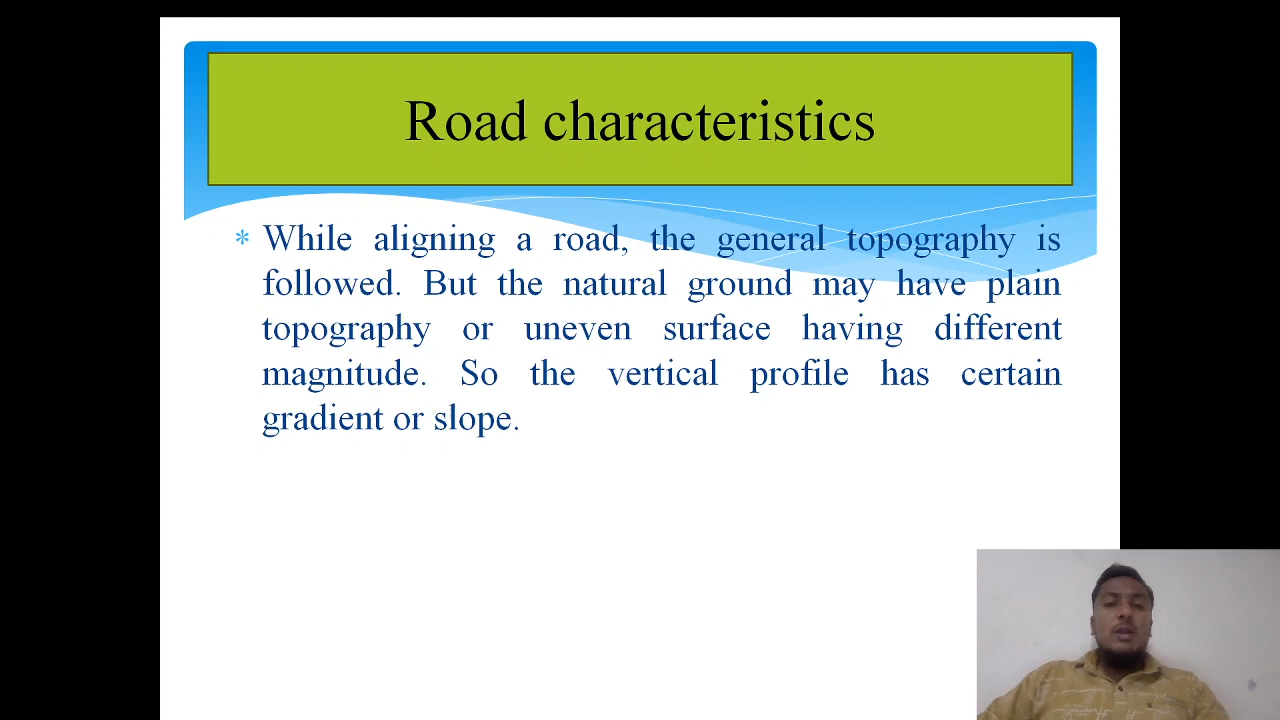 Road characteristics
* While aligning a road, the general topography is
followed. But the natural ground may have plain
topography or uneven surface having different
magnitude. So the vertical profile has certain
gradient or slope.